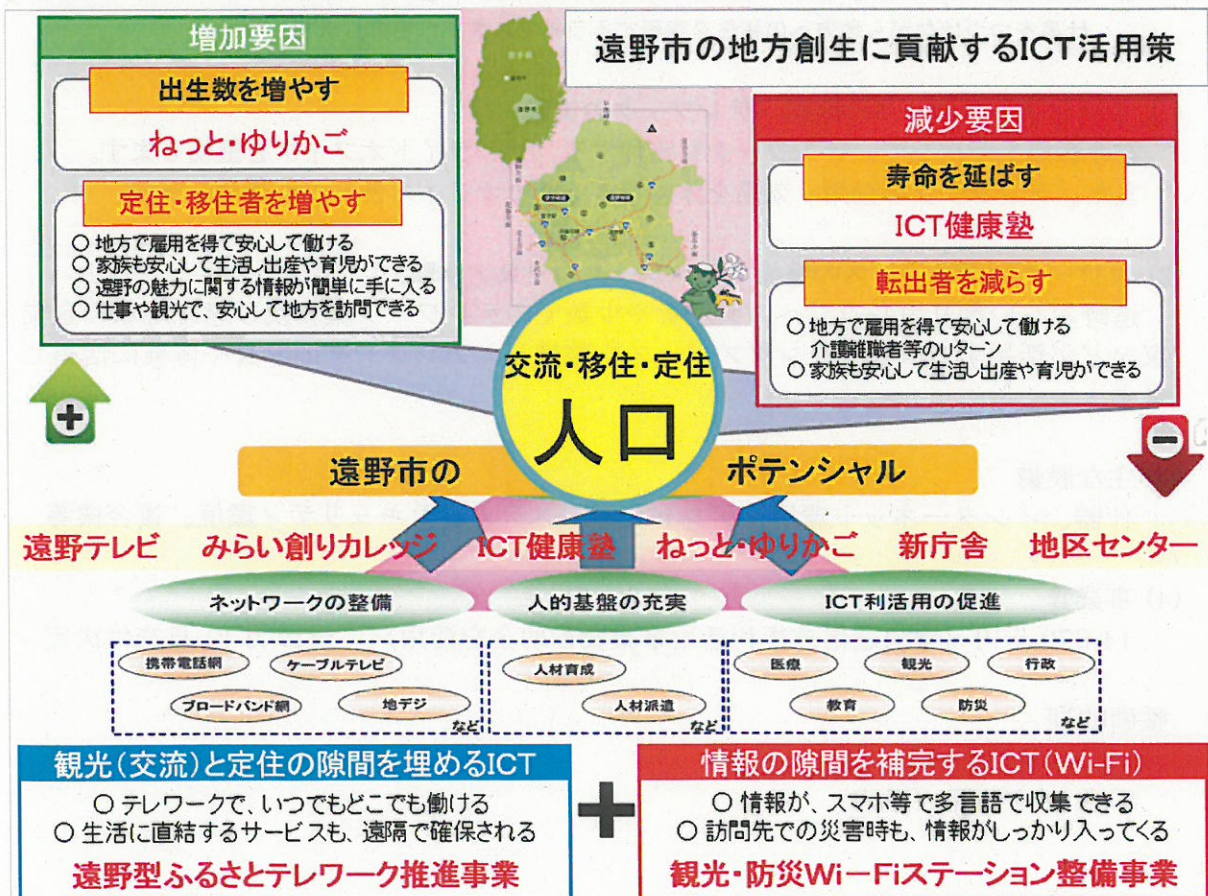 遠野市の地方創生に貢献するICT活用策
増加要因
出生数を増やす
ねっと・ゆりかご
定住・移住者を増やす
○ 地方で雇用を得て安心して働ける
○ 家族も安心して生活し出産や育児ができる
○ 遠野の魅力に関する情報が簡単に手に入る
○ 仕事や観光で、安心して地方を訪問できる
減少要因
寿命を延ばす
ICT健康塾
転出者を減らす
○ 地方で雇用を得て安心して働ける
介護離職者等のUターン
○ 家族も安心して生活し出産や育児ができる
交流・移住・定住
人口
遠野市の
ポテンシャル
遠野テレビ みらい創りカレッジ ICT健康塾 ねっと・ゆりかご 新庁舎 地区センター
ネットワークの整備
人的基盤の充実
ICT利活用の促進
携帯電話網
ケーブルテレビ
ブロードバンド網
地デジ
など
人材育成
人材派遣
など
医療
観光
行政
教育
防災
など
観光(交流)と定住の隙間を埋めるICT
○ テレワークで、いつでもどこでも働ける
○ 生活に直結するサービスも、遠隔で確保される
遠野型ふるさとテレワーク推進事業
情報の隙間を補完するICT(Wi-Fi)
○ 情報が、スマホ等で多言語で収集できる
○ 訪問先での災害時も、情報がしっかり入ってくる
観光・防災Wi-Fiステーション整備事業